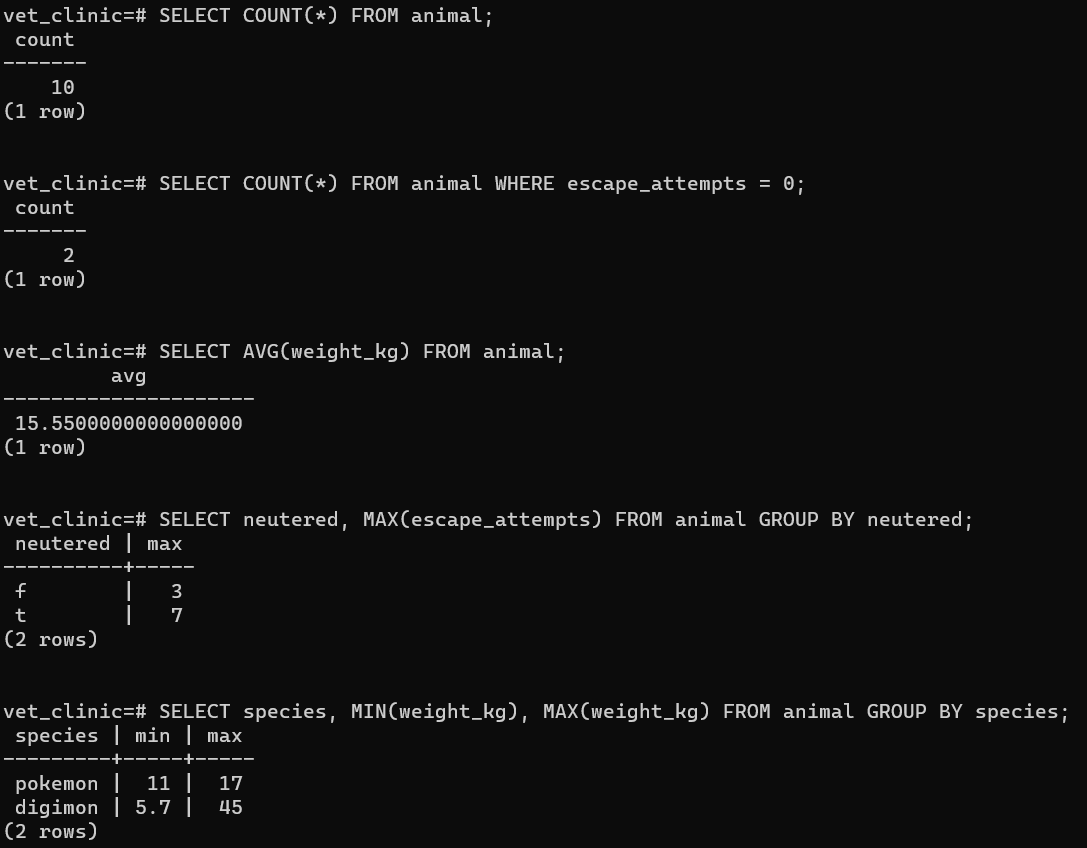 vet_clinic=# SELECT COUNT(*) FROM animal;
 count
-------
    10
(1 row)
vet_clinic=# SELECT COUNT(*) FROM animal WHERE escape_attempts = 0;
 count
-------
     2
(1 row)
vet_clinic=# SELECT AVG(weight_kg) FROM animal;
         avg
---------------------
 15.5500000000000000
(1 row)
vet_clinic=# SELECT neutered, MAX(escape_attempts) FROM animal GROUP BY neutered;
 neutered | max
----------+-----
 f        |   3
 t        |   7
(2 rows)
vet_clinic=# SELECT species, MIN(weight_kg), MAX(weight_kg) FROM animal GROUP BY species;
 species | min | max
---------+-----+-----
 pokemon |  11 |  17
 digimon | 5.7 |  45
(2 rows)